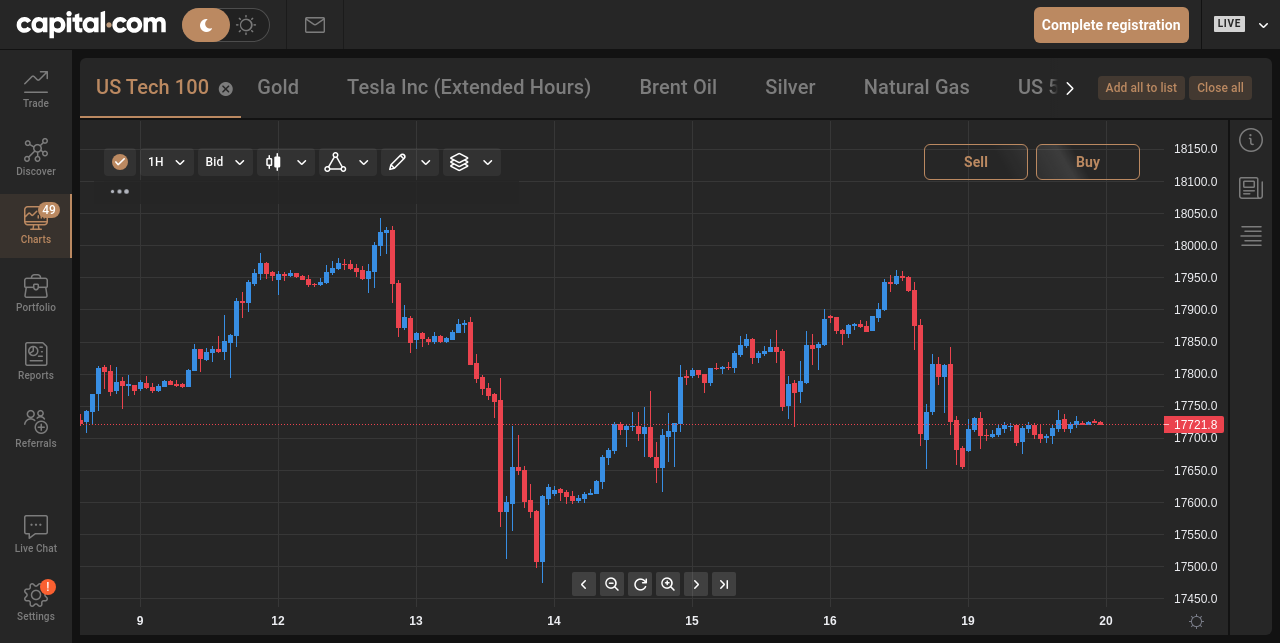 capital.com
Complete registration
LIVE
Trade
Discover
49
Charts
Portfolio
Reports
Referrals
Live Chat
!
Settings
US Tech 100 Gold Tesla Inc (Extended Hours) Brent Oil Silver Natural Gas US
Add all to list Close all
1H Bid
Sell Buy
18150.0
18100.0
18050.0
18000.0
17950.0
17900.0
17850.0
17800.0
17750.0
17721.8
17700.0
17650.0
17600.0
17550.0
17500.0
17450.0
9 12 13 14 15 16 19 20